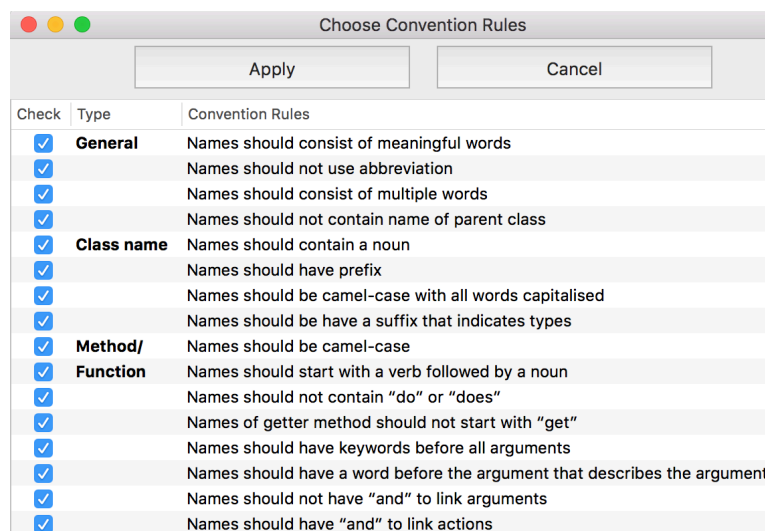 Choose Convention Rules
Apply Cancel
Check Type Convention Rules
General Names should consist of meaningful words
Names should not use abbreviation
Names should consist of multiple words
Names should not contain name of parent class
Class name Names should contain a noun
Names should have prefix
Names should be camel-case with all words capitalised
Names should be have a suffix that indicates types
Method/ Names should be camel-case
Function Names should start with a verb followed by a noun
Names should not contain “do” or “does”
Names of getter method should not start with “get”
Names should have keywords before all arguments
Names should have a word before the argument that describes the argument
Names should not have “and” to link arguments
Names should have “and” to link actions